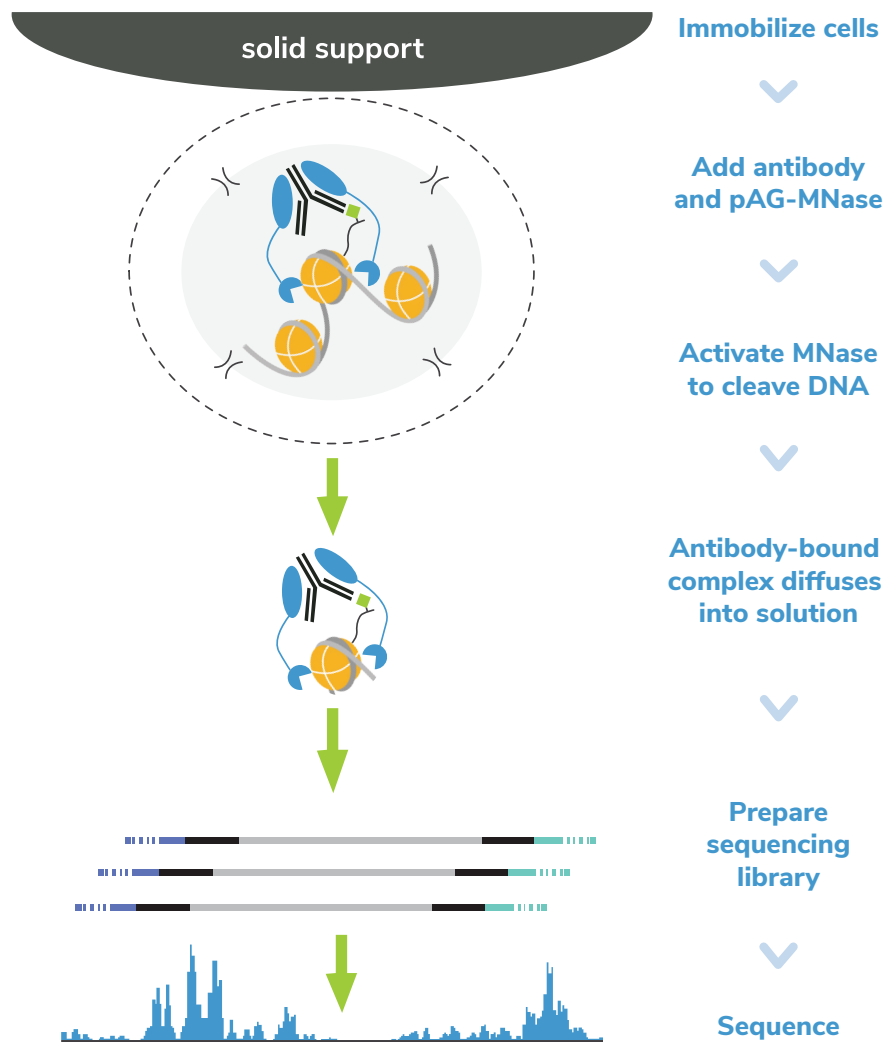 solid support
Immobilize cells
Add antibody
and pAG-MNase
Activate MNase
to cleave DNA
Antibody-bound
complex diffuses
into solution
Prepare
sequencing
library
Sequence